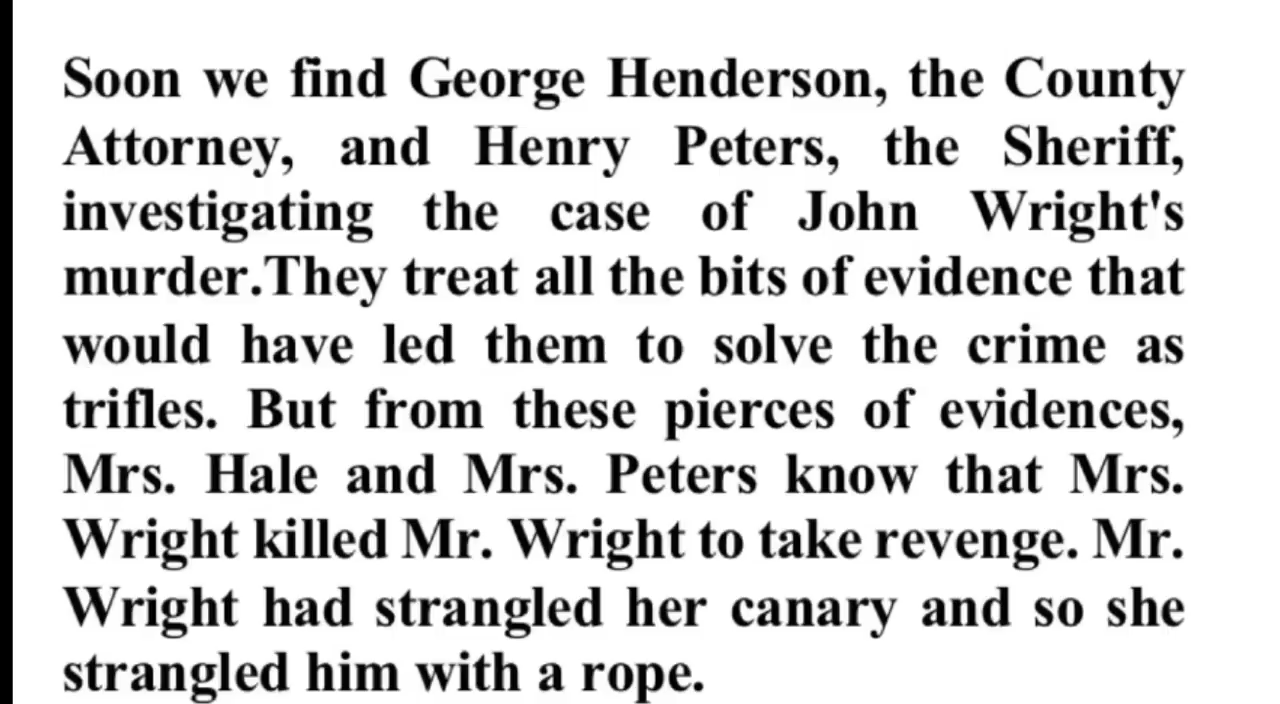 Soon we find George Henderson, the County
Attorney, and Henry Peters, the Sheriff,
investigating the case of John Wright's
murder.They treat all the bits of evidence that
would have led them to solve the crime as
trifles. But from these pierces of evidences,
Mrs. Hale and Mrs. Peters know that Mrs.
Wright killed Mr. Wright to take revenge. Mr.
Wright had strangled her canary and so she
strangled him with a rope.